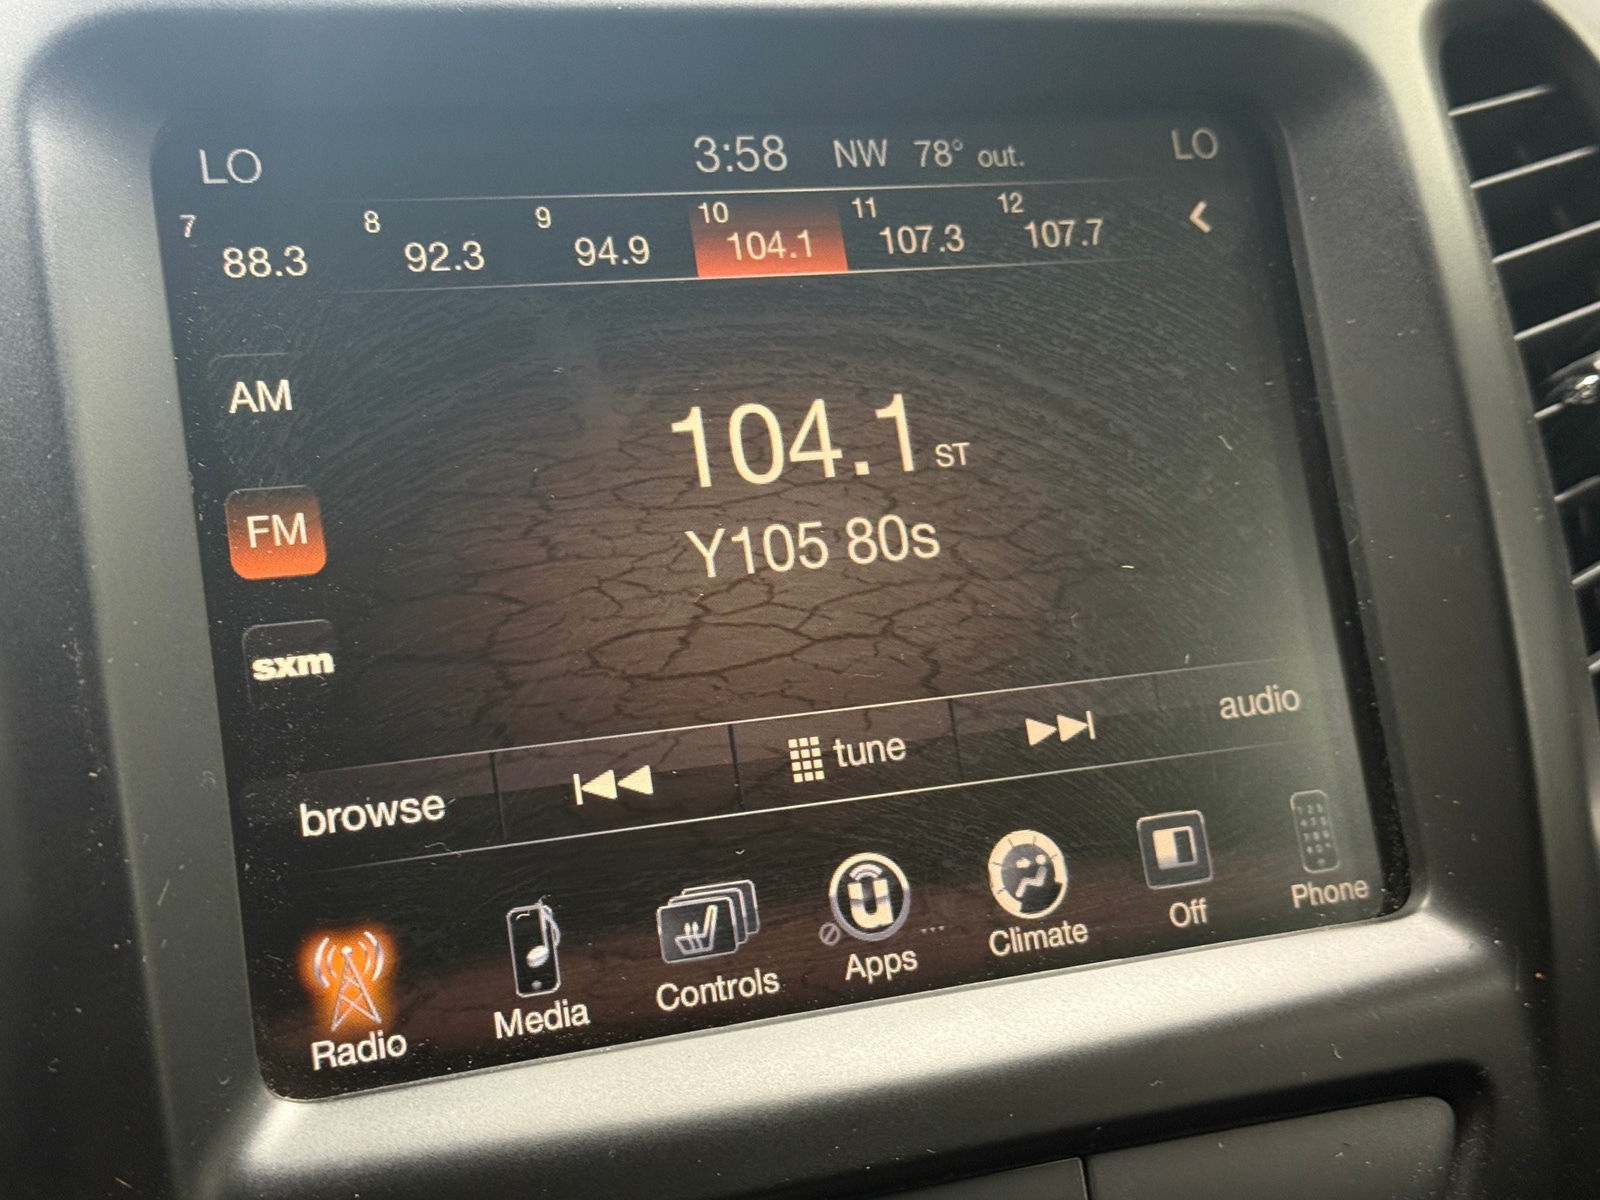 LO 3:58 NW 78° out. LO
7 88.3 8 92.3 9 94.9 10 104.1 11 107.3 12 107.7
AM
104.1 ST
FM
Y105 80s
sxm
browse tune audio
u
Radio Media Controls Apps Climate Off Phone